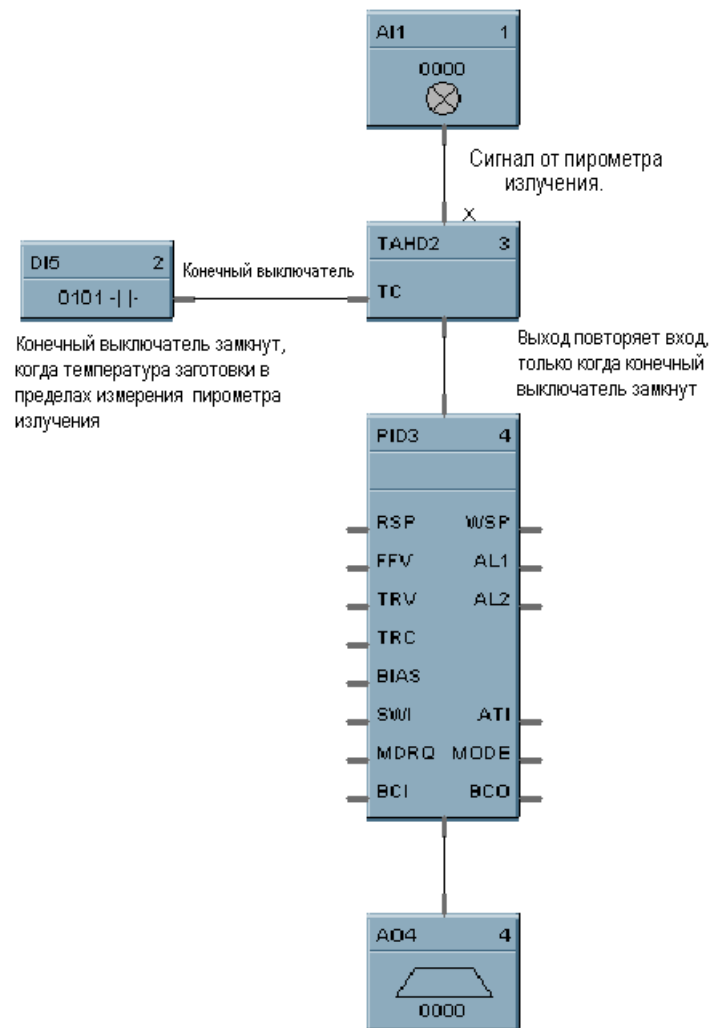 AI1 1
0000
Сигнал от пирометра
излучения.
X
TAHD2 3
TC
DI5 2
0101 -| |-
Конечный выключатель
Конечный выключатель замкнут,
когда температура заготовки в
пределах измерения пирометра
излучения
Выход повторяет вход,
только когда конечный
выключатель замкнут
PID3 4
RSP WSP
FFV AL1
TRV AL2
TRC
BIAS
SWI ATI
MDRQ MODE
BCI BCO
AO4 4
0000